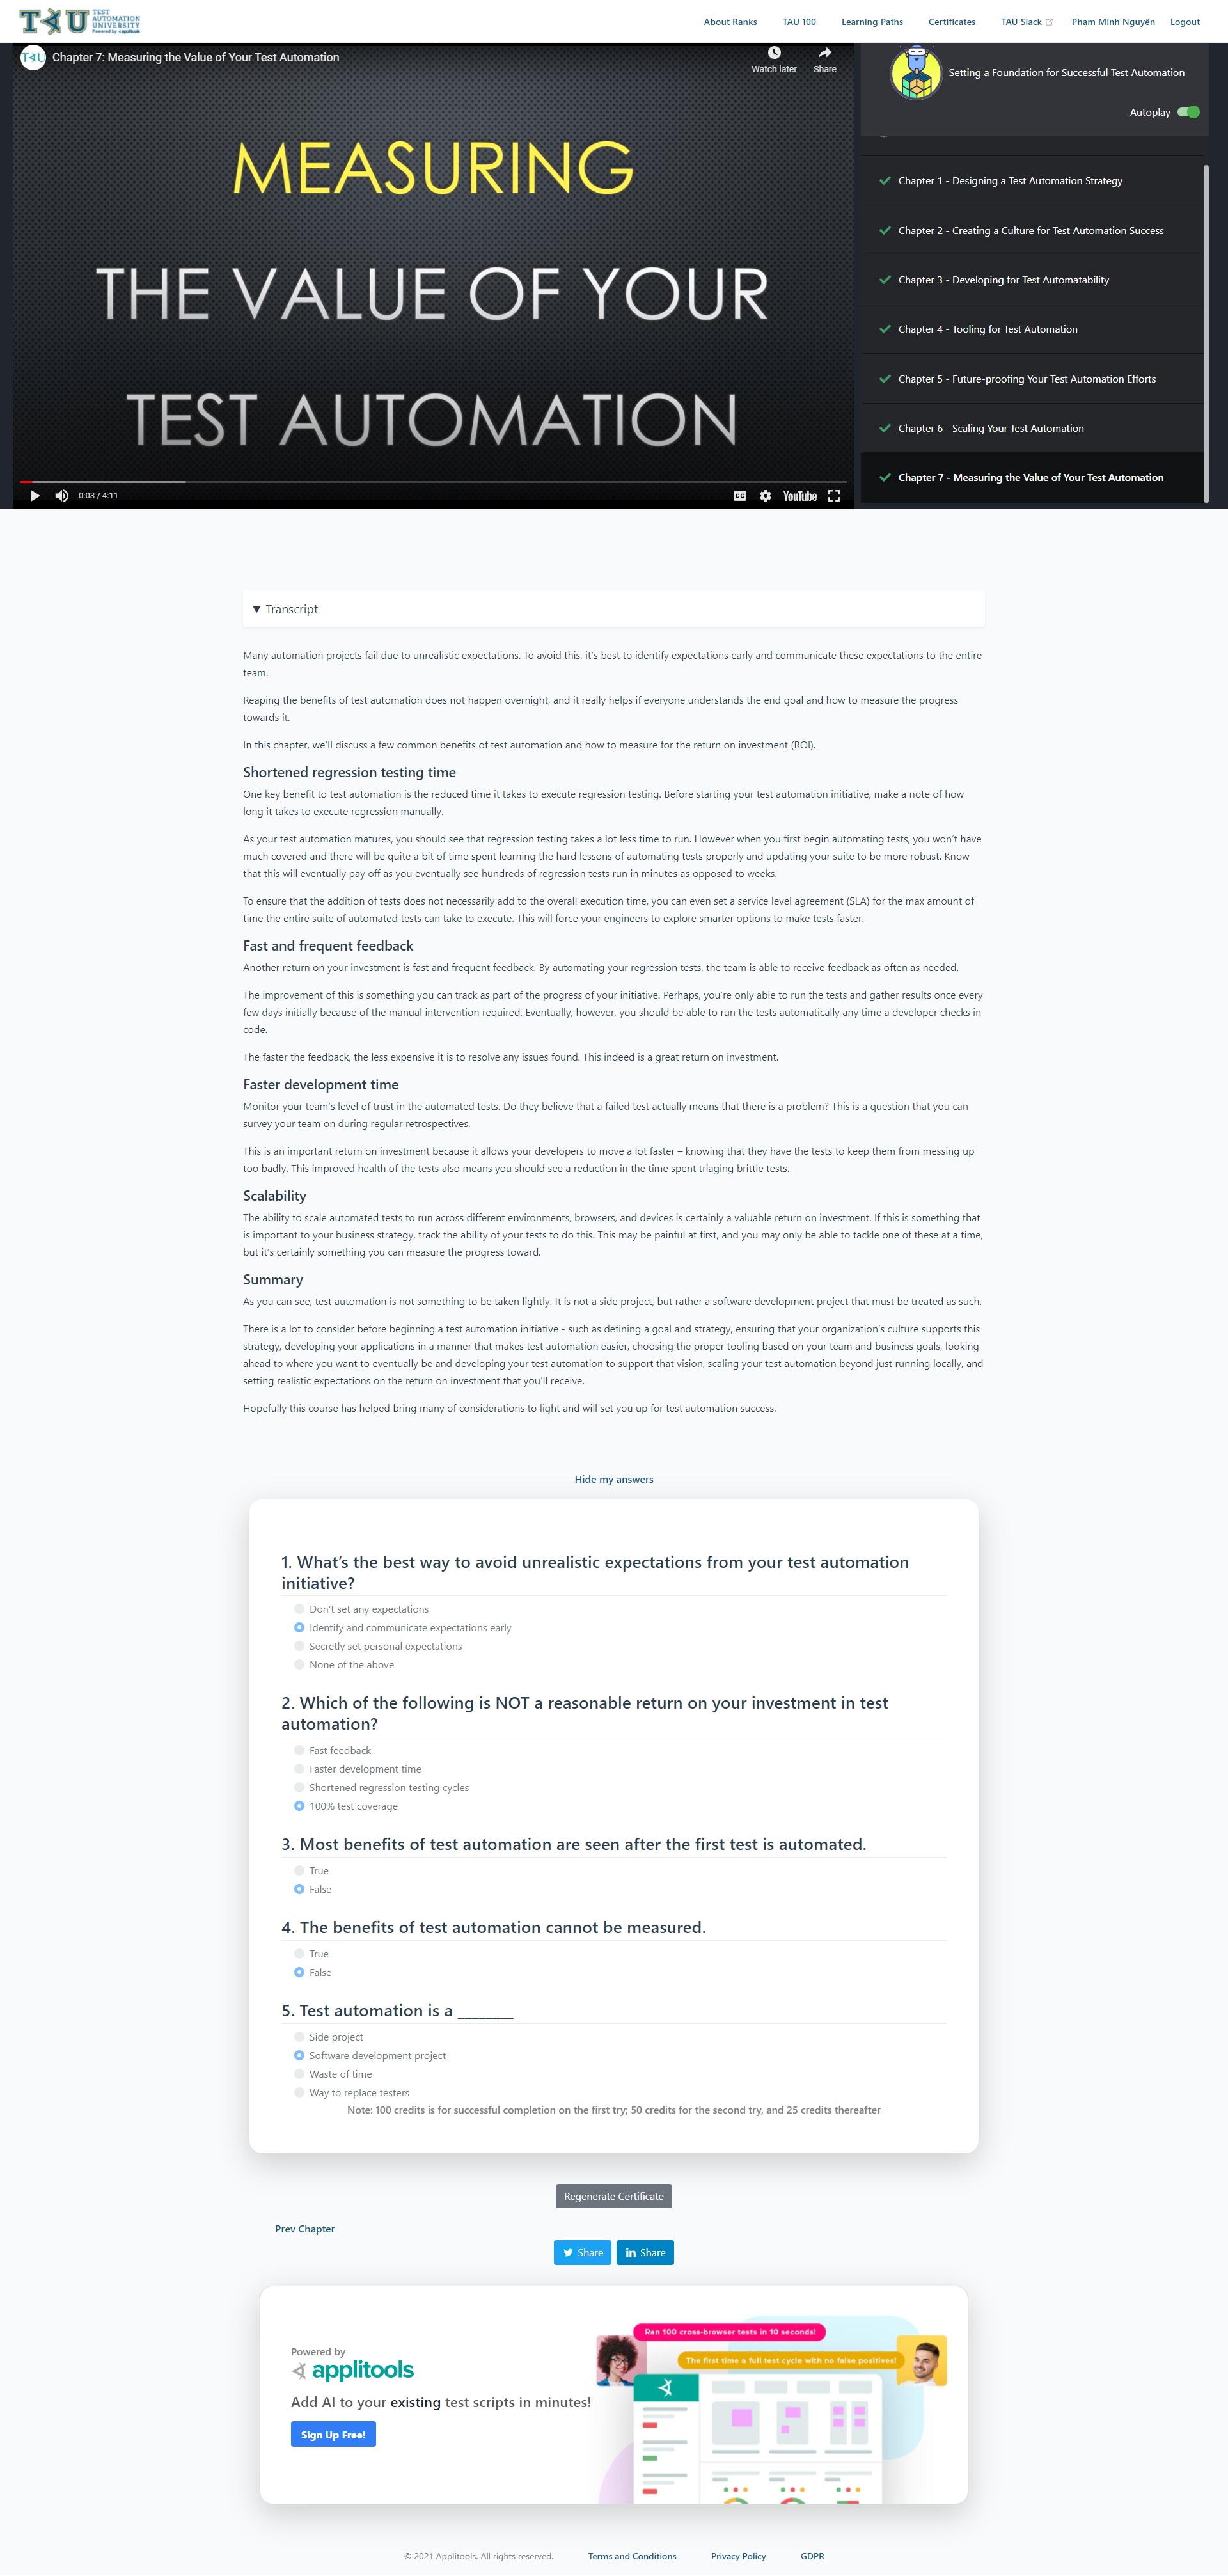 TAU TEST AUTOMATION UNIVERSITY Powered by applitools
About Ranks TAU 100 Learning Paths Certificates TAU Slack Phạm Minh Nguyên Logout
TAU Chapter 7: Measuring the Value of Your Test Automation
Watch later Share
MEASURING
THE VALUE OF YOUR
TEST AUTOMATION
0:03 / 4:11
CC YouTube
Setting a Foundation for Successful Test Automation
Autoplay
Chapter 1 - Designing a Test Automation Strategy
Chapter 2 - Creating a Culture for Test Automation Success
Chapter 3 - Developing for Test Automatability
Chapter 4 - Tooling for Test Automation
Chapter 5 - Future-proofing Your Test Automation Efforts
Chapter 6 - Scaling Your Test Automation
Chapter 7 - Measuring the Value of Your Test Automation
Transcript
Many automation projects fail due to unrealistic expectations. To avoid this, it's best to identify expectations early and communicate these expectations to the entire
team.
Reaping the benefits of test automation does not happen overnight, and it really helps if everyone understands the end goal and how to measure the progress
towards it.
In this chapter, we'll discuss a few common benefits of test automation and how to measure for the return on investment (ROI).
Shortened regression testing time
One key benefit to test automation is the reduced time it takes to execute regression testing. Before starting your test automation initiative, make a note of how
long it takes to execute regression manually.
As your test automation matures, you should see that regression testing takes a lot less time to run. However when you first begin automating tests, you won't have
much covered and there will be quite a bit of time spent learning the hard lessons of automating tests properly and updating your suite to be more robust. Know
that this will eventually pay off as you eventually see hundreds of regression tests run in minutes as opposed to weeks.
To ensure that the addition of tests does not necessarily add to the overall execution time, you can even set a service level agreement (SLA) for the max amount of
time the entire suite of automated tests can take to execute. This will force your engineers to explore smarter options to make tests faster.
Fast and frequent feedback
Another return on your investment is fast and frequent feedback. By automating your regression tests, the team is able to receive feedback as often as needed.
The improvement of this is something you can track as part of the progress of your initiative. Perhaps, you're only able to run the tests and gather results once every
few days initially because of the manual intervention required. Eventually, however, you should be able to run the tests automatically any time a developer checks in
code.
The faster the feedback, the less expensive it is to resolve any issues found. This indeed is a great return on investment.
Faster development time
Monitor your team's level of trust in the automated tests. Do they believe that a failed test actually means that there is a problem? This is a question that you can
survey your team on during regular retrospectives.
This is an important return on investment because it allows your developers to move a lot faster – knowing that they have the tests to keep them from messing up
too badly. This improved health of the tests also means you should see a reduction in the time spent triaging brittle tests.
Scalability
The ability to scale automated tests to run across different environments, browsers, and devices is certainly a valuable return on investment. If this is something that
is important to your business strategy, track the ability of your tests to do this. This may be painful at first, and you may only be able to tackle one of these at a time,
but it's certainly something you can measure the progress toward.
Summary
As you can see, test automation is not something to be taken lightly. It is not a side project, but rather a software development project that must be treated as such.
There is a lot to consider before beginning a test automation initiative - such as defining a goal and strategy, ensuring that your organization's culture supports this
strategy, developing your applications in a manner that makes test automation easier, choosing the proper tooling based on your team and business goals, looking
ahead to where you want to eventually be and developing your test automation to support that vision, scaling your test automation beyond just running locally, and
setting realistic expectations on the return on investment that you'll receive.
Hopefully this course has helped bring many of considerations to light and will set you up for test automation success.
Hide my answers
1. What's the best way to avoid unrealistic expectations from your test automation
initiative?
Don't set any expectations
Identify and communicate expectations early
Secretly set personal expectations
None of the above
2. Which of the following is NOT a reasonable return on your investment in test
automation?
Fast feedback
Faster development time
Shortened regression testing cycles
100% test coverage
3. Most benefits of test automation are seen after the first test is automated.
True
False
4. The benefits of test automation cannot be measured.
True
False
5. Test automation is a ________
Side project
Software development project
Waste of time
Way to replace testers
Note: 100 credits is for successful completion on the first try; 50 credits for the second try, and 25 credits thereafter
Regenerate Certificate
Prev Chapter
Share Share
Powered by
applitools
Add AI to your existing test scripts in minutes!
Sign Up Free!
Ran 100 cross-browser tests in 10 seconds!
The first time a full test cycle with no false positives!
© 2021 Applitools. All rights reserved. Terms and Conditions Privacy Policy GDPR